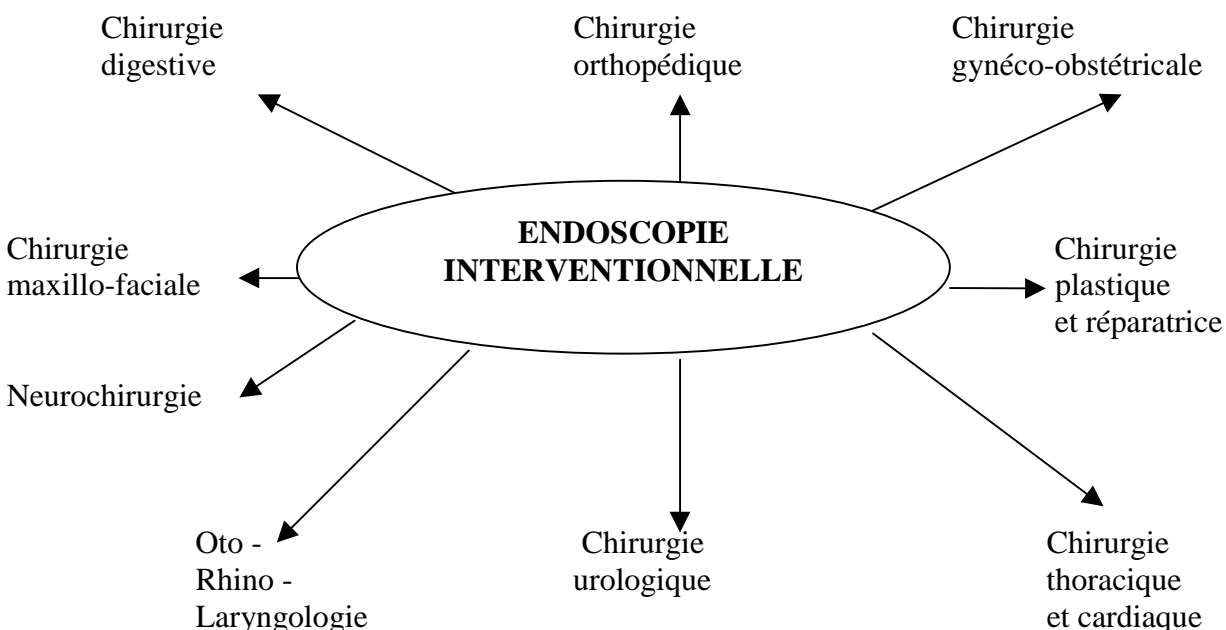 Chirurgie
digestive
Chirurgie
orthopédique
Chirurgie
gynéco-obstétricale
ENDOSCOPIE
INTERVENTIONNELLE
Chirurgie
maxillo-faciale
Chirurgie
plastique
et réparatrice
Neurochirurgie
Oto -
Rhino -
Laryngologie
Chirurgie
urologique
Chirurgie
thoracique
et cardiaque